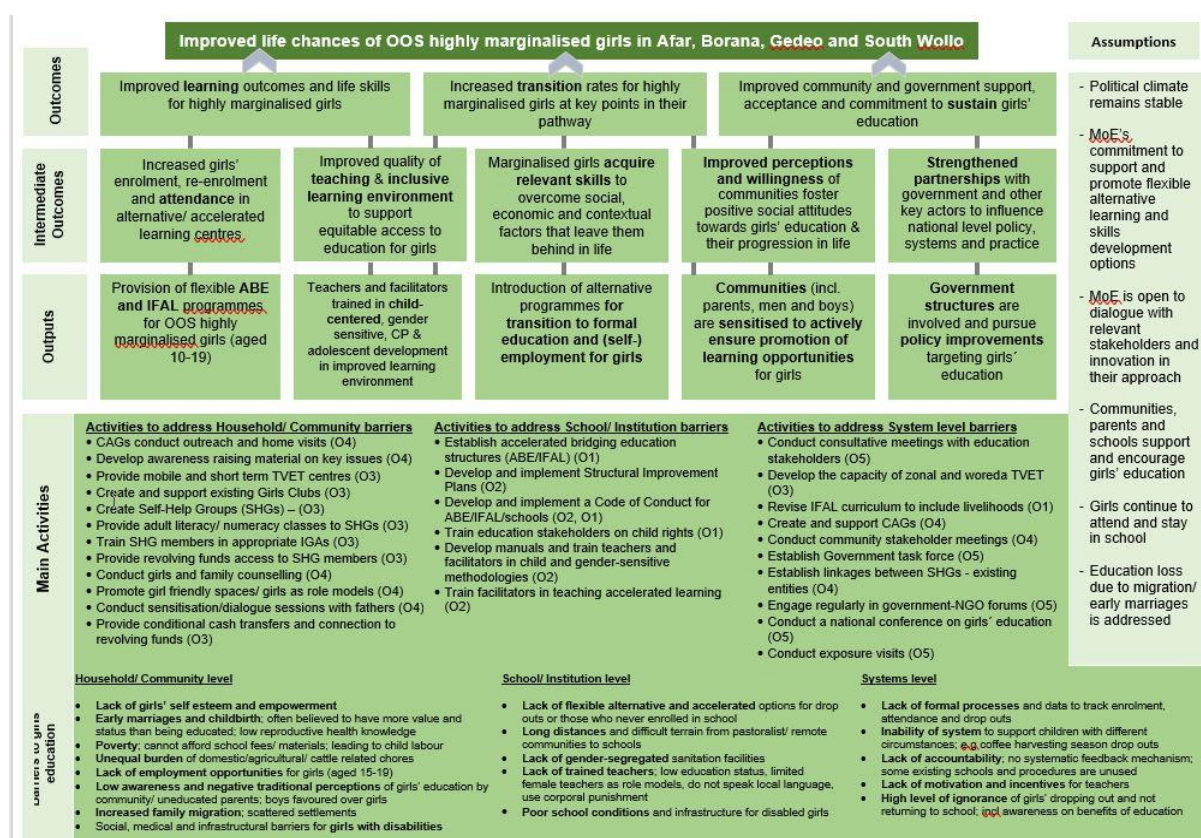 Improved life chances of OOS highly marginalised girls in Afar, Borana, Gedeo and South Wollo
Outcomes
Improved learning outcomes and life skills
for highly marginalised girls
Increased transition rates for highly
marginalised girls at key points in their
pathway
Improved community and government support,
acceptance and commitment to sustain girls'
education
Intermediate
Outcomes
Increased girls'
enrolment, re-enrolment
and attendance in
alternative/ accelerated
learning centres
Improved quality of
teaching & inclusive
learning environment
to support
equitable access to
education for girls
Marginalised girls acquire
relevant skills to
overcome social,
economic and contextual
factors that leave them
behind in life
Improved perceptions
and willingness of
communities foster
positive social attitudes
towards girls' education &
their progression in life
Strengthened
partnerships with
government and other
key actors to influence
national level policy,
systems and practice
Outputs
Provision of flexible ABE
and IFAL programmes
for OOS highly
marginalised girls (aged
10-19)
Teachers and facilitators
trained in child-
centered, gender
sensitive, CP &
adolescent development
in improved learning
environment
Introduction of alternative
programmes for
transition to formal
education and (self-)
employment for girls
Communities (incl.
parents, men and boys)
are sensitised to actively
ensure promotion of
learning opportunities
for girls
Government
structures are
involved and pursue
policy improvements
targeting girls´
education
Main Activities
Activities to address Household/ Community barriers
• CAGs conduct outreach and home visits (O4)
• Develop awareness raising material on key issues (O4)
• Provide mobile and short term TVET centres (O3)
• Create and support existing Girls Clubs (O3)
• Create Self-Help Groups (SHGs) – (O3)
• Provide adult literacy/ numeracy classes to SHGs (O3)
• Train SHG members in appropriate IGAs (O3)
• Provide revolving funds access to SHG members (O3)
• Conduct girls and family counselling (O4)
• Promote girl friendly spaces/ girls as role models (O4)
• Conduct sensitisation/dialogue sessions with fathers (O4)
• Provide conditional cash transfers and connection to
revolving funds (O3)
Activities to address School/ Institution barriers
• Establish accelerated bridging education
structures (ABE/IFAL) (O1)
• Develop and implement Structural Improvement
Plans (O2)
• Develop and implement a Code of Conduct for
ABE/IFAL/schools (O2, O1)
• Train education stakeholders on child rights (O1)
• Develop manuals and train teachers and
facilitators in child and gender-sensitive
methodologies (O2)
• Train facilitators in teaching accelerated learning
(O2)
Activities to address System level barriers
• Conduct consultative meetings with education
stakeholders (O5)
• Develop the capacity of zonal and woreda TVET
(O3)
• Revise IFAL curriculum to include livelihoods (O1)
• Create and support CAGs (O4)
• Conduct community stakeholder meetings (O4)
• Establish Government task force (O5)
• Establish linkages between SHGs - existing
entities (O4)
• Engage regularly in government-NGO forums (O5)
• Conduct a national conference on girls´ education
(O5)
• Conduct exposure visits (O5)
Barriers to girls
education
Household/ Community level
• Lack of girls' self esteem and empowerment
• Early marriages and childbirth; often believed to have more value and
status than being educated; low reproductive health knowledge
• Poverty; cannot afford school fees/ materials; leading to child labour
• Unequal burden of domestic/agricultural/ cattle related chores
• Lack of employment opportunities for girls (aged 15-19)
• Low awareness and negative traditional perceptions of girls' education by
community/ uneducated parents; boys favoured over girls
• Increased family migration; scattered settlements
• Social, medical and infrastructural barriers for girls with disabilities
School/ Institution level
• Lack of flexible alternative and accelerated options for drop
outs or those who never enrolled in school
• Long distances and difficult terrain from pastoralist/ remote
communities to schools
• Lack of gender-segregated sanitation facilities
• Lack of trained teachers; low education status, limited
female teachers as role models, do not speak local language,
use corporal punishment
• Poor school conditions and infrastructure for disabled girls
Systems level
• Lack of formal processes and data to track enrolment,
attendance and drop outs
• Inability of system to support children with different
circumstances; e.g coffee harvesting season drop outs
• Lack of accountability; no systematic feedback mechanism;
some existing schools and procedures are unused
• Lack of motivation and incentives for teachers
• High level of ignorance of girls' dropping out and not
returning to school; incl awareness on benefits of education
Assumptions
- Political climate
remains stable
- MoE's
commitment to
support and
promote flexible
alternative
learning and
skills
development
options
- MoE is open to
dialogue with
relevant
stakeholders and
innovation in
their approach
- Communities,
parents and
schools support
and encourage
girls' education
- Girls continue to
attend and stay
in school
- Education loss
due to migration/
early marriages
is addressed